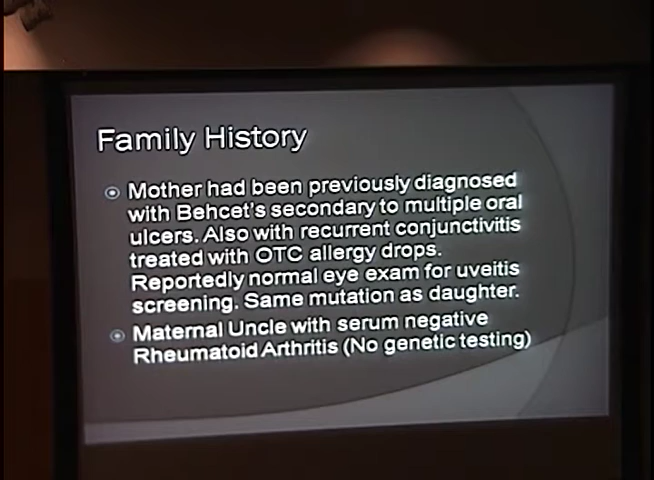 Family History
Mother had been previously diagnosed
with Behcet's secondary to multiple oral
ulcers. Also with recurrent conjunctivitis
treated with OTC allergy drops.
Reportedly normal eye exam for uveitis
screening. Same mutation as daughter.
Maternal Uncle with serum negative
Rheumatoid Arthritis (No genetic testing)